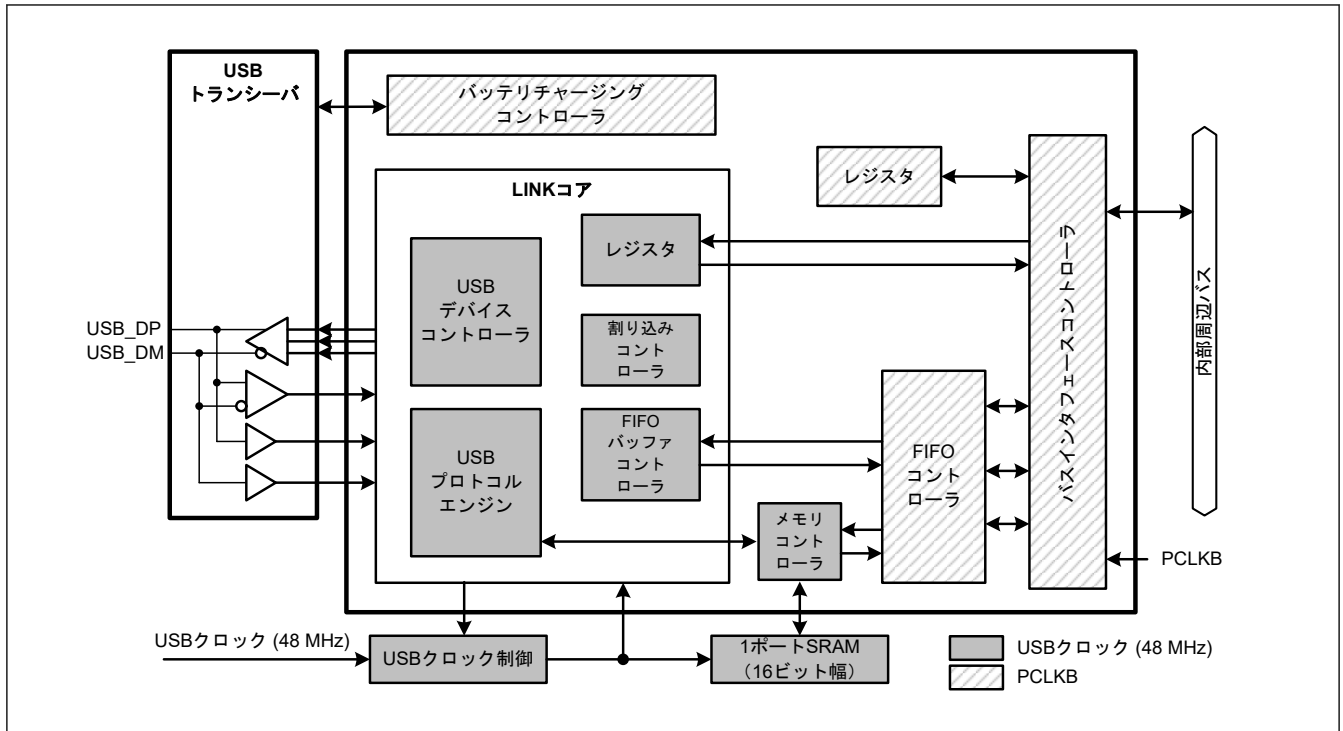 USB
トランシーバ
バッテリチャージング
コントローラ
レジスタ
LINKコア
レジスタ
USB
デバイス
コントローラ
割り込み
コント
ローラ
USB
プロトコル
エンジン
FIFO
バッファ
コント
ローラ
メモリ
コント
ローラ
FIFO
コント
ローラ
バスインタフェースコントローラ
内部周辺バス
USB_DP
USB_DM
PCLKB
USBクロック (48 MHz)
USBクロック制御
1ポートSRAM
（16ビット幅）
USBクロック (48 MHz)
PCLKB